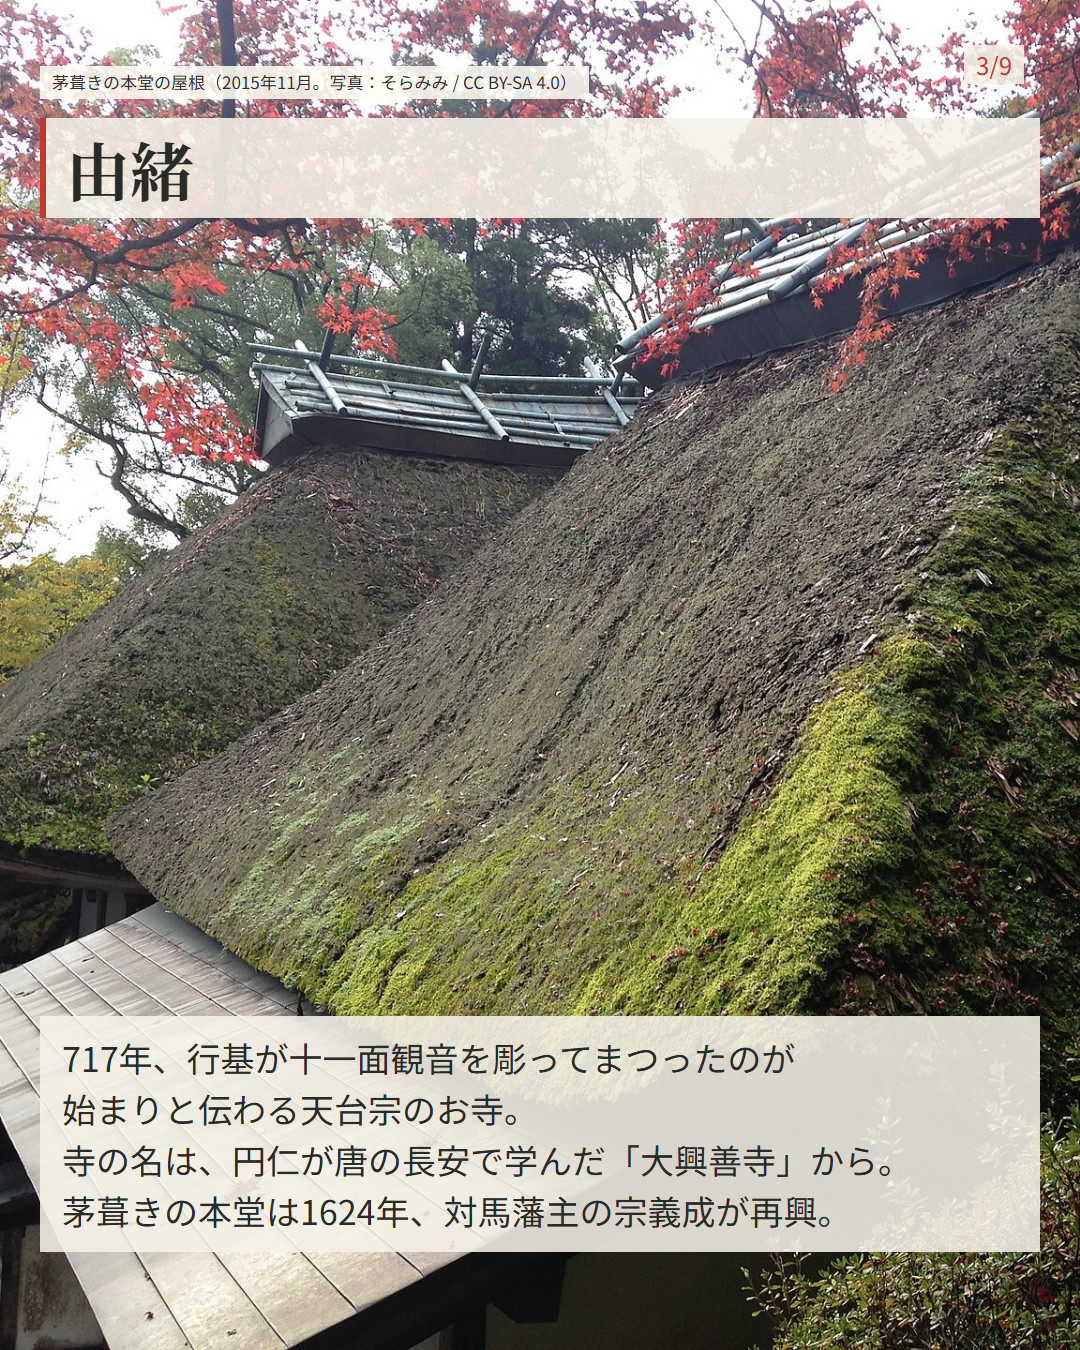 3/9
茅葺きの本堂の屋根（2015年11月。写真：そらみみ / CC BY-SA 4.0）
由緒
717年、行基が十一面観音を彫ってまつったのが
始まりと伝わる天台宗のお寺。
寺の名は、円仁が唐の長安で学んだ「大興善寺」から。
茅葺きの本堂は1624年、対馬藩主の宗義成が再興。